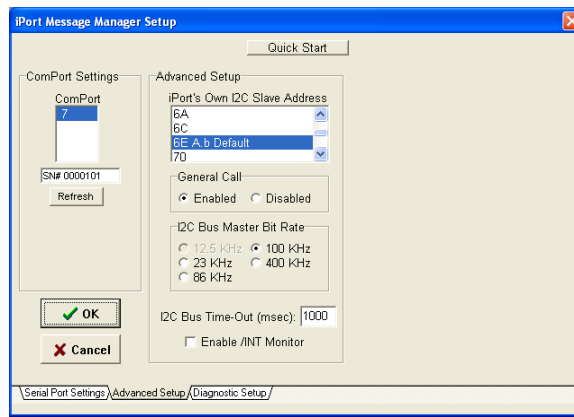 iPort Message Manager Setup
Quick Start
ComPort Settings
ComPort
7
SN# 0000101
Refresh
OK
Cancel
Advanced Setup
iPort's Own I2C Slave Address
6A
6C
6E A.b Default
70
General Call
Enabled Disabled
I2C Bus Master Bit Rate
12.5 KHz 100 KHz
23 KHz 400 KHz
86 KHz
I2C Bus Time-Out (msec): 1000
Enable /INT Monitor
Serial Port Settings Advanced Setup Diagnostic Setup